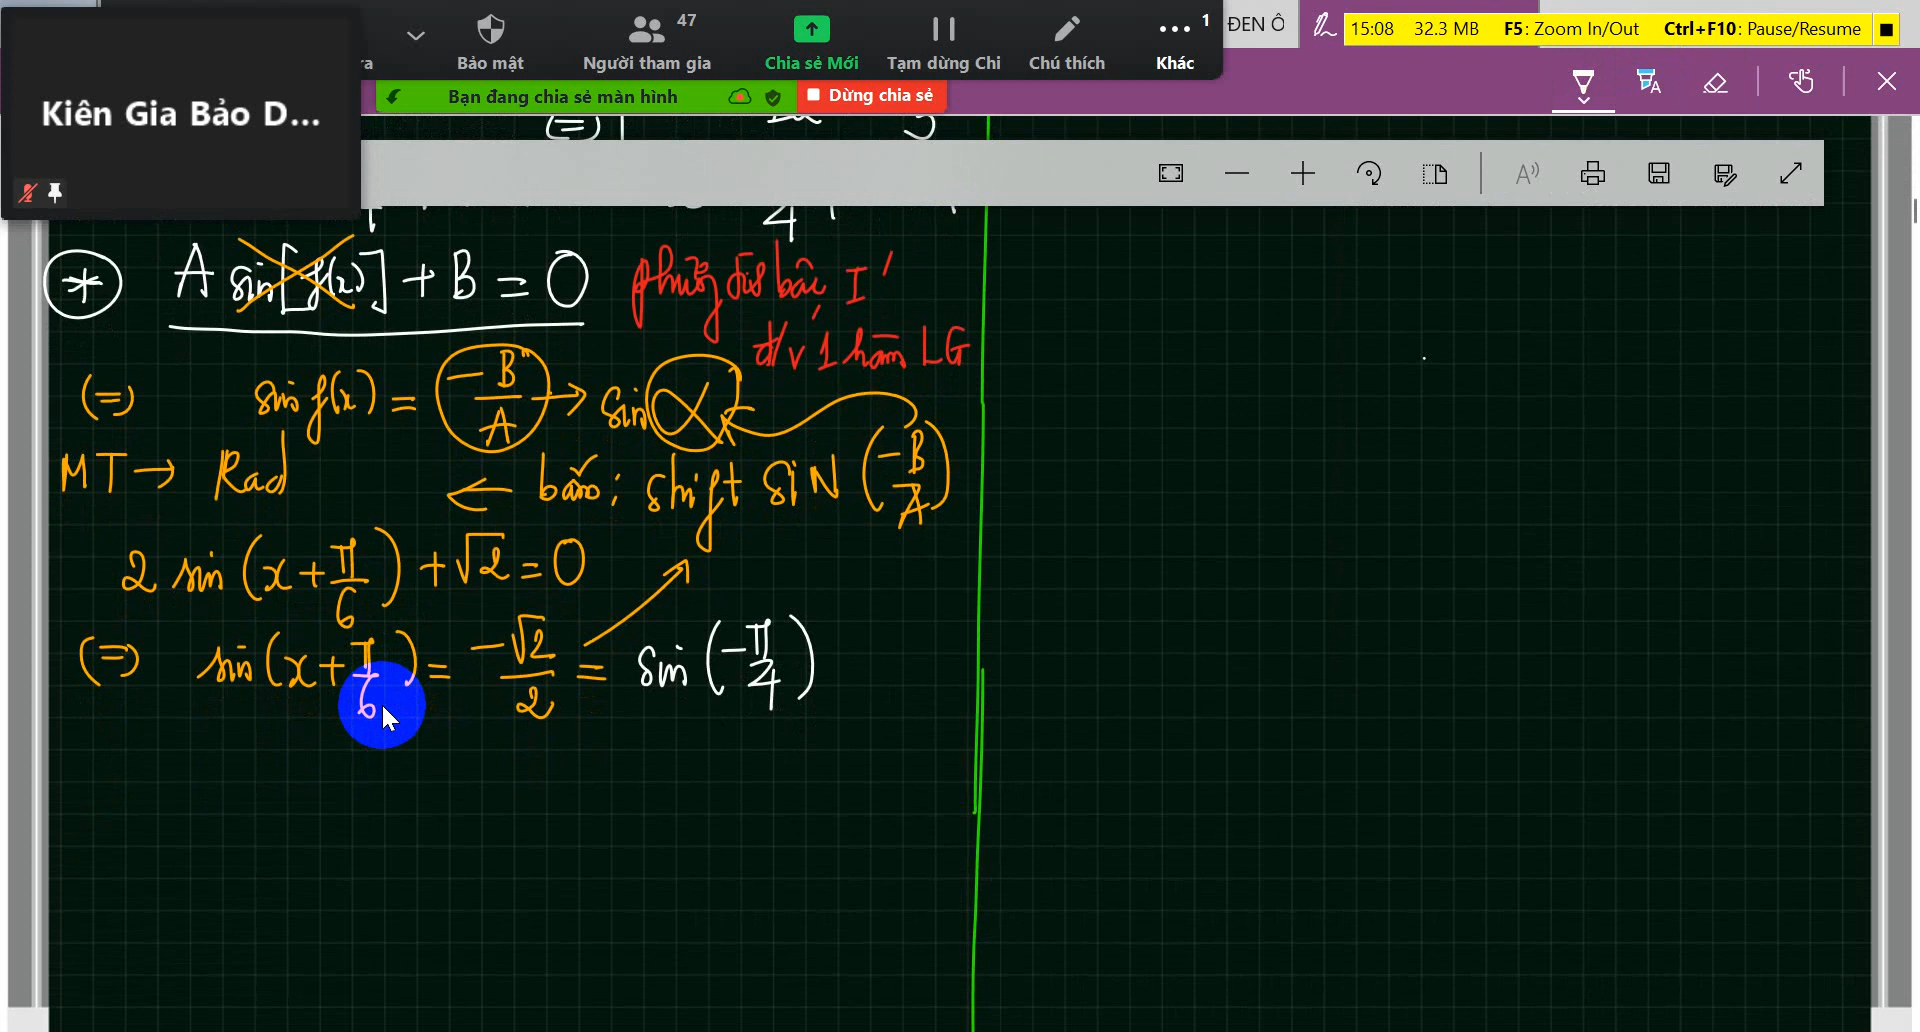 ĐEN Ô
15:08 32.3 MB F5: Zoom In/Out Ctrl+F10: Pause/Resume
47
1
ra Bảo mật Người tham gia Chia sẻ Mới Tạm dừng Chi Chú thích Khác
Bạn đang chia sẻ màn hình Dừng chia sẻ
Kiên Gia Bảo D...
(*) A sin[f(x)] + B = 0
bậc I
đ/v 1 hàm LG
(=) sin f(x) = -B/A → sin α
MT → Rad ← bấm: shift SIN (-B/A)
2 sin (x + π/6) + √2 = 0
(=) sin (x + π/6) = -√2/2 = sin (-π/4)